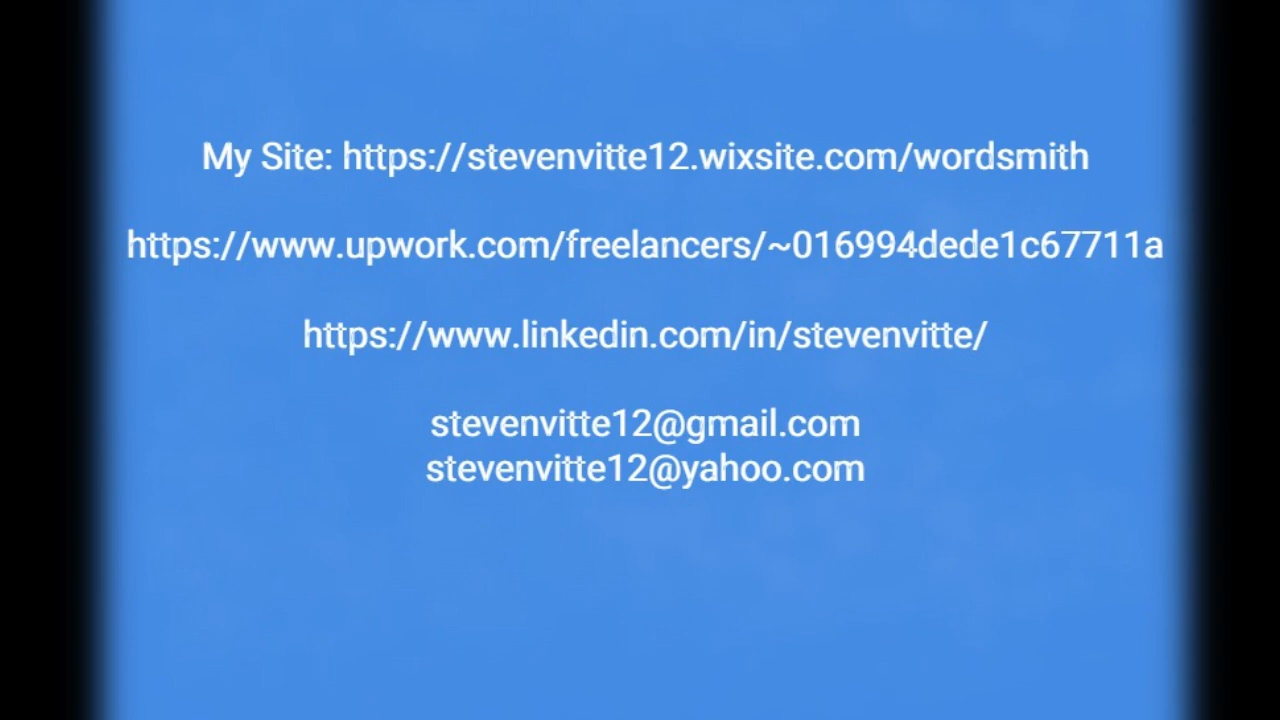 My Site: https://stevenvitte12.wixsite.com/wordsmith
https://www.upwork.com/freelancers/~016994dede1c67711a
https://www.linkedin.com/in/stevenvitte/
stevenvitte12@gmail.com
stevenvitte12@yahoo.com